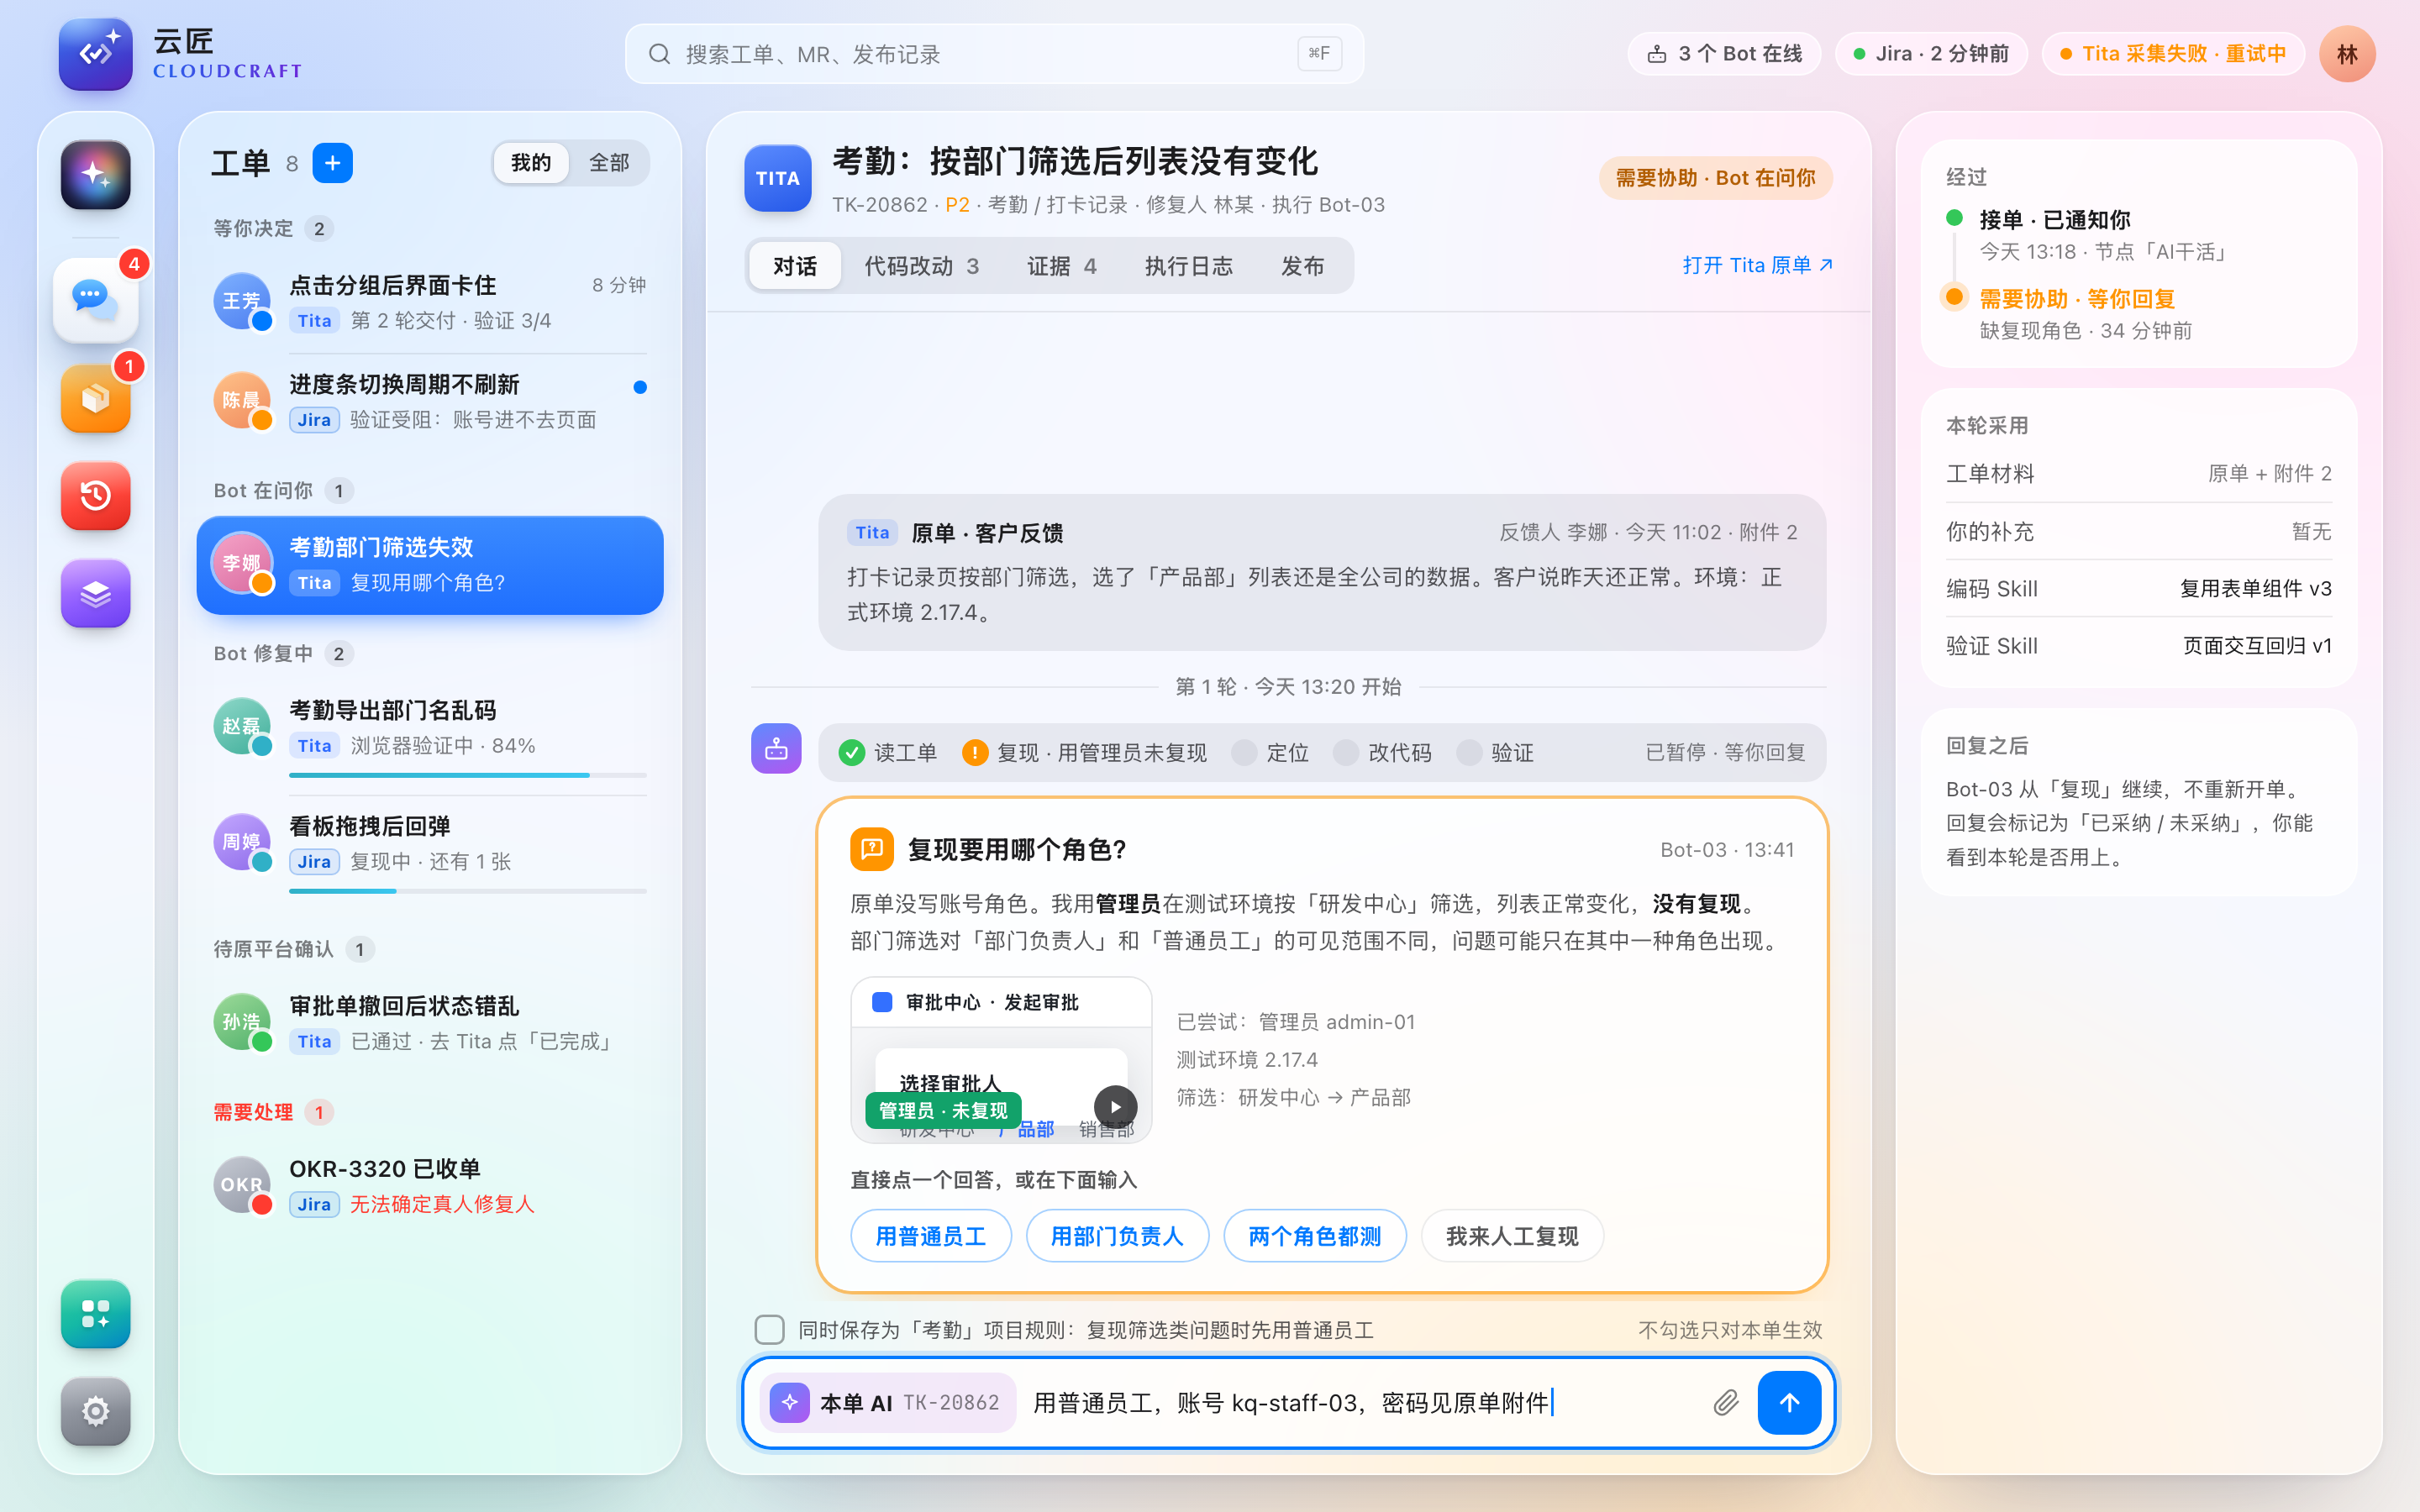 云匠
CLOUDCRAFT
搜索工单、MR、发布记录
⌘F
3 个 Bot 在线
Jira · 2 分钟前
Tita 采集失败 · 重试中
林
4
1
工单 8
我的 全部
等你决定 2
王芳
点击分组后界面卡住 8 分钟
Tita 第 2 轮交付 · 验证 3/4
陈晨
进度条切换周期不刷新
Jira 验证受阻：账号进不去页面
Bot 在问你 1
李娜
考勤部门筛选失效
Tita 复现用哪个角色?
Bot 修复中 2
赵磊
考勤导出部门名乱码
Tita 浏览器验证中 · 84%
周婷
看板拖拽后回弹
Jira 复现中 · 还有 1 张
待原平台确认 1
孙浩
审批单撤回后状态错乱
Tita 已通过 · 去 Tita 点「已完成」
需要处理 1
OKR
OKR-3320 已收单
Jira 无法确定真人修复人
TITA
考勤：按部门筛选后列表没有变化
TK-20862 · P2 · 考勤 / 打卡记录 · 修复人 林某 · 执行 Bot-03
需要协助 · Bot 在问你
对话 代码改动 3 证据 4 执行日志 发布
打开 Tita 原单 ↗
Tita 原单 · 客户反馈 反馈人 李娜 · 今天 11:02 · 附件 2
打卡记录页按部门筛选，选了「产品部」列表还是全公司的数据。客户说昨天还正常。环境：正
式环境 2.17.4。
第 1 轮 · 今天 13:20 开始
读工单 复现 · 用管理员未复现 定位 改代码 验证 已暂停 · 等你回复
复现要用哪个角色? Bot-03 · 13:41
原单没写账号角色。我用管理员在测试环境按「研发中心」筛选，列表正常变化，没有复现。
部门筛选对「部门负责人」和「普通员工」的可见范围不同，问题可能只在其中一种角色出现。
审批中心 · 发起审批
选择审批人
管理员 · 未复现
研发中心 产品部 销售部
已尝试：管理员 admin-01
测试环境 2.17.4
筛选：研发中心 → 产品部
直接点一个回答，或在下面输入
用普通员工 用部门负责人 两个角色都测 我来人工复现
同时保存为「考勤」项目规则：复现筛选类问题时先用普通员工 不勾选只对本单生效
本单 AI TK-20862 用普通员工，账号 kq-staff-03，密码见原单附件
经过
接单 · 已通知你
今天 13:18 · 节点「AI干活」
需要协助 · 等你回复
缺复现角色 · 34 分钟前
本轮采用
工单材料 原单 + 附件 2
你的补充 暂无
编码 Skill 复用表单组件 v3
验证 Skill 页面交互回归 v1
回复之后
Bot-03 从「复现」继续，不重新开单。
回复会标记为「已采纳 / 未采纳」，你能
看到本轮是否用上。